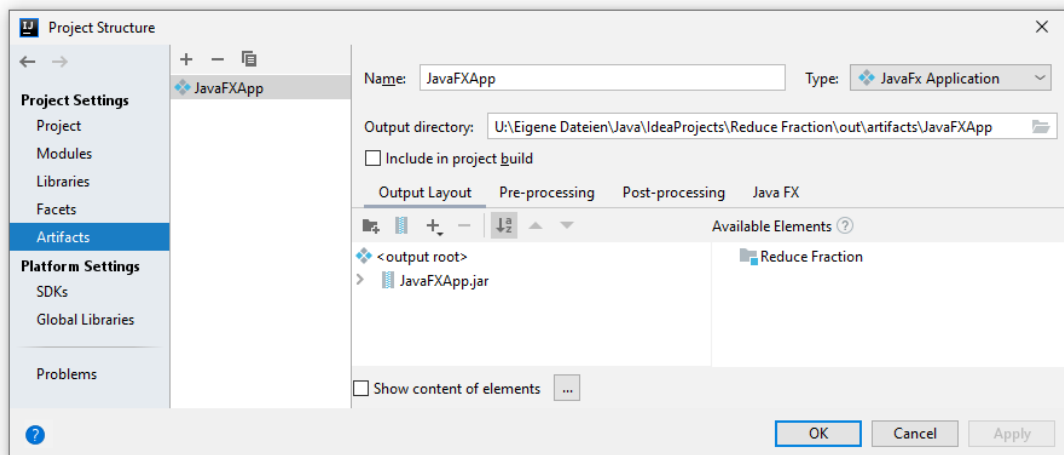 Project Structure
Project Settings
Project
Modules
Libraries
Facets
Artifacts
Platform Settings
SDKs
Global Libraries
Problems
JavaFXApp
Name: JavaFXApp Type: JavaFx Application
Output directory: U:\Eigene Dateien\Java\IdeaProjects\Reduce Fraction\out\artifacts\JavaFXApp
Include in project build
Output Layout Pre-processing Post-processing Java FX
Available Elements ?
<output root>
JavaFXApp.jar
Reduce Fraction
Show content of elements ...
? OK Cancel Apply